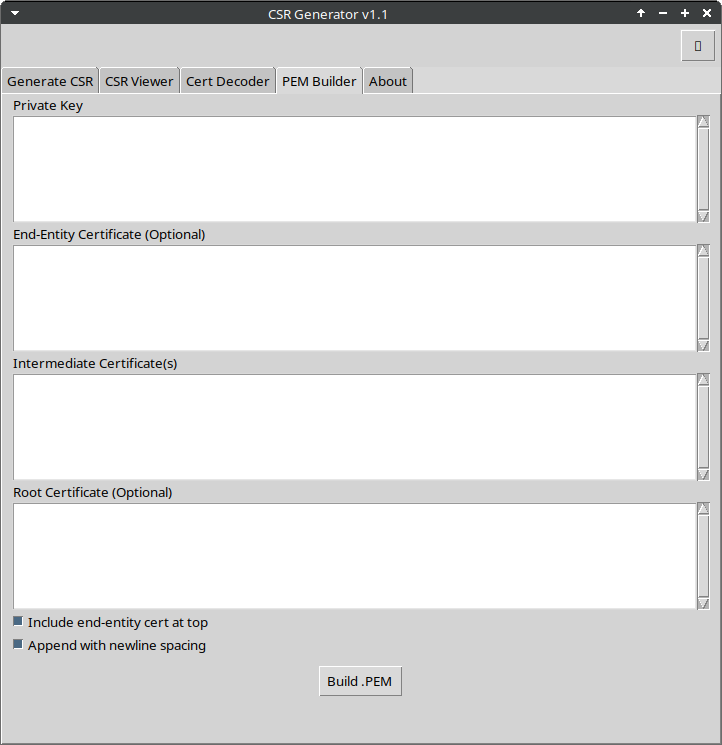 CSR Generator v1.1
Generate CSR
CSR Viewer
Cert Decoder
PEM Builder
About
Private Key
End-Entity Certificate (Optional)
Intermediate Certificate(s)
Root Certificate (Optional)
Include end-entity cert at top
Append with newline spacing
Build .PEM